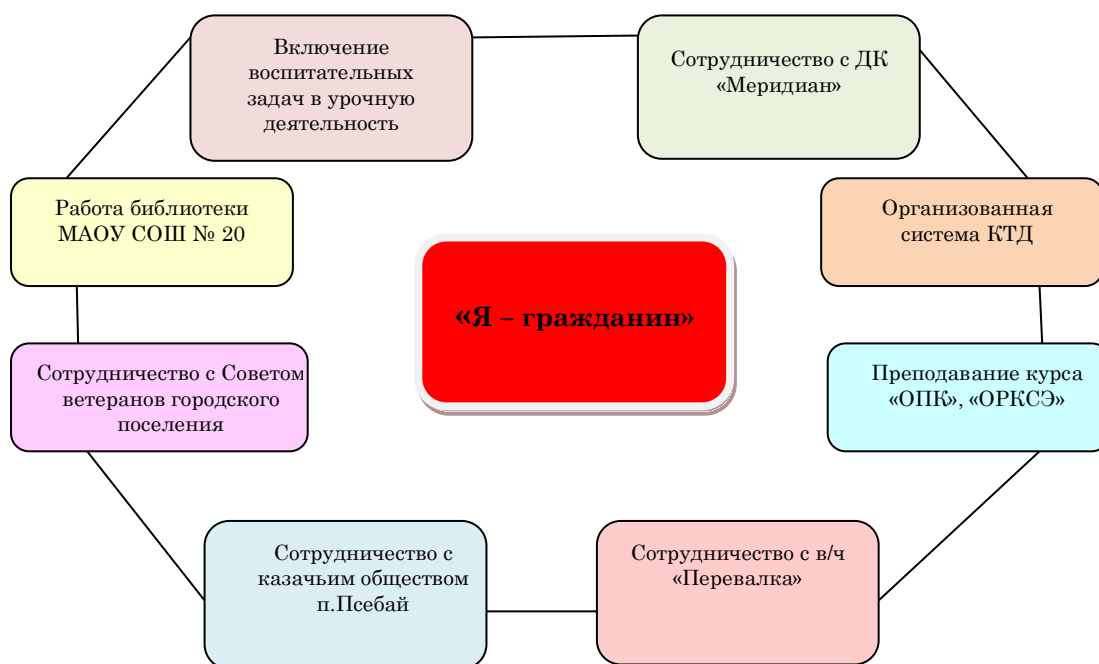 Включение
воспитательных
задач в урочную
деятельность
Сотрудничество с ДК
«Меридиан»
Работа библиотеки
МАОУ СОШ № 20
Организованная
система КТД
«Я – гражданин»
Сотрудничество с Советом
ветеранов городского
поселения
Преподавание курса
«ОПК», «ОРКСЭ»
Сотрудничество с
казачьим обществом
п.Псебай
Сотрудничество с в/ч
«Перевалка»